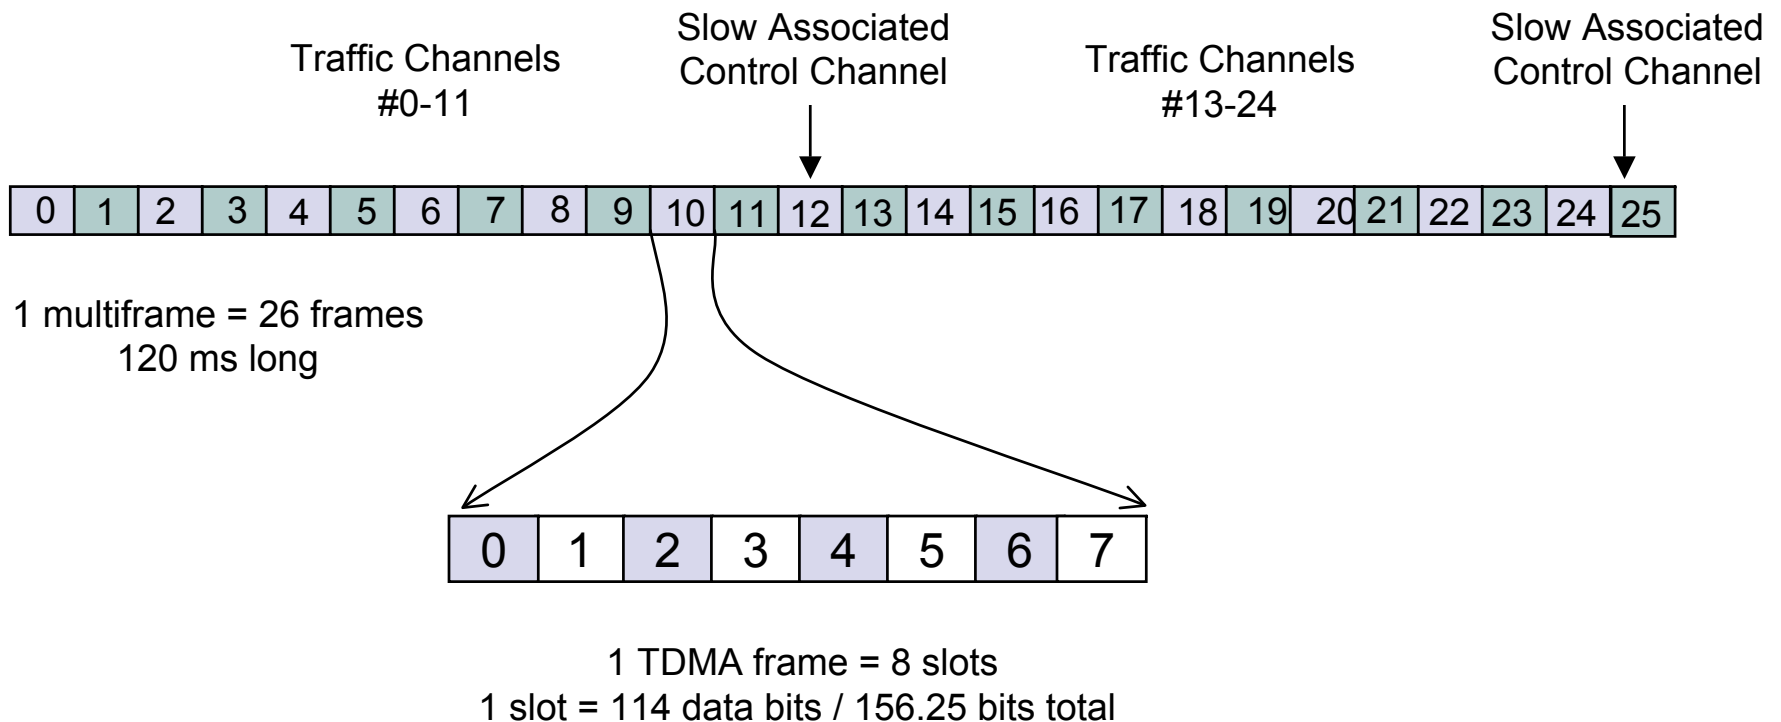 Traffic Channels
#0-11
Slow Associated
Control Channel
Traffic Channels
#13-24
Slow Associated
Control Channel
0 1 2 3 4 5 6 7 8 9 10 11 12 13 14 15 16 17 18 19 20 21 22 23 24 25
1 multiframe = 26 frames
120 ms long
0 1 2 3 4 5 6 7
1 TDMA frame = 8 slots
1 slot = 114 data bits / 156.25 bits total